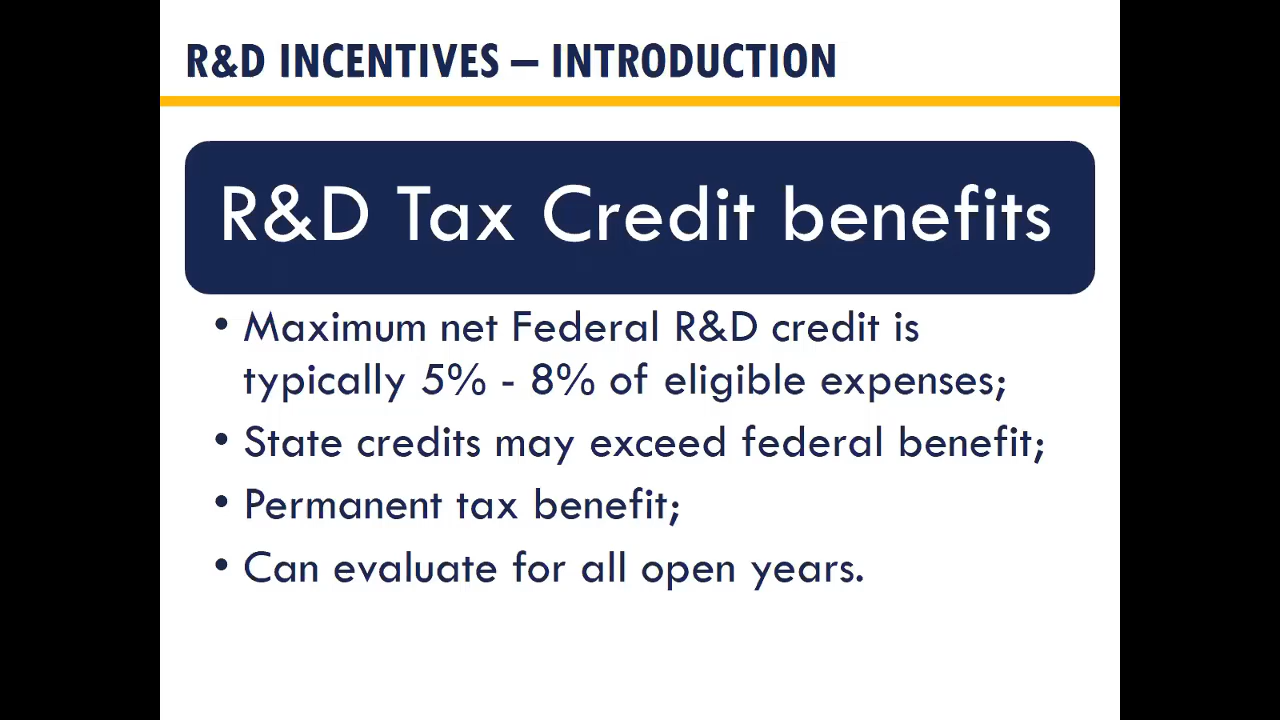 R&D INCENTIVES – INTRODUCTION
R&D Tax Credit benefits
• Maximum net Federal R&D credit is
typically 5% - 8% of eligible expenses;
• State credits may exceed federal benefit;
• Permanent tax benefit;
• Can evaluate for all open years.